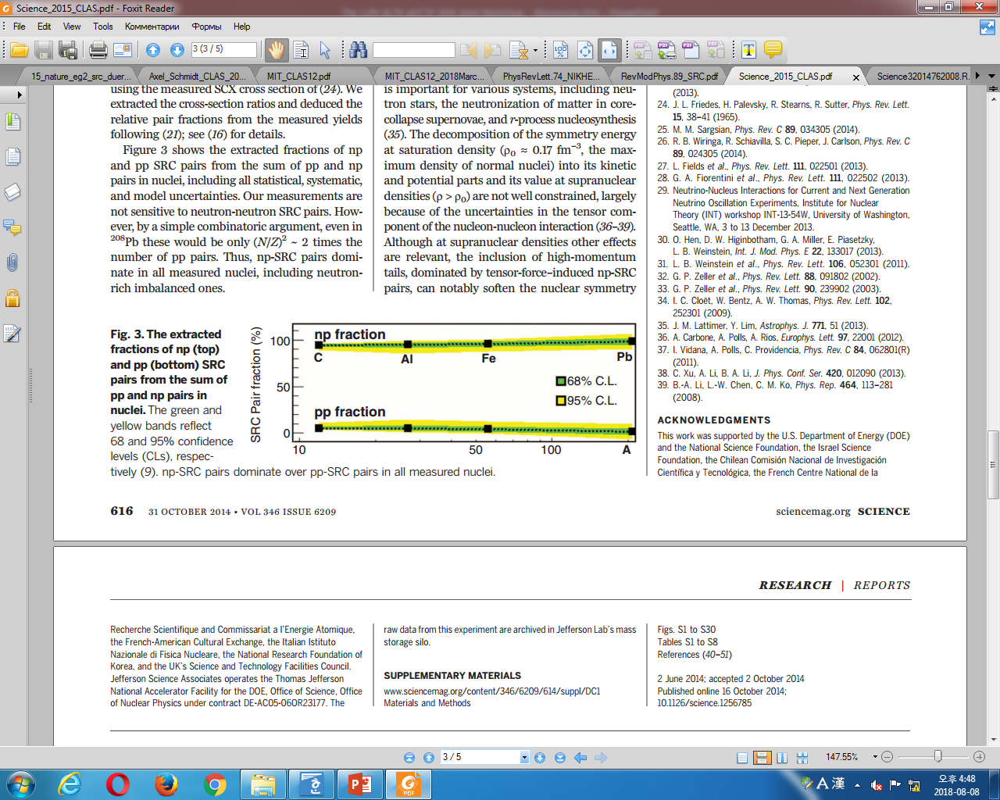 Science_2015_CLAS.pdf - Foxit Reader
File Edit View Tools Комментарии Формы Help
3 (3 / 5)
15_nature_eg2_src_duer... Axel_Schmidt_CLAS_20... MIT_CLAS12.pdf MIT_CLAS12_2018Marc... PhysRevLett.74_NIKHE... RevModPhys.89_SRC.pdf Science_2015_CLAS.pdf Science32014762008.R
using the measured SCX cross section of (24). We
extracted the cross-section ratios and deduced the
relative pair fractions from the measured yields
following (21); see (16) for details.
Figure 3 shows the extracted fractions of np
and pp SRC pairs from the sum of pp and np
pairs in nuclei, including all statistical, systematic,
and model uncertainties. Our measurements are
not sensitive to neutron-neutron SRC pairs. How-
ever, by a simple combinatoric argument, even in
²⁰⁸Pb these would be only (N/Z)² ~ 2 times the
number of pp pairs. Thus, np-SRC pairs domi-
nate in all measured nuclei, including neutron-
rich imbalanced ones.
is important for various systems, including neu-
tron stars, the neutronization of matter in core-
collapse supernovae, and r-process nucleosynthesis
(35). The decomposition of the symmetry energy
at saturation density (ρ₀ ≈ 0.17 fm⁻³, the max-
imum density of normal nuclei) into its kinetic
and potential parts and its value at supranuclear
densities (ρ > ρ₀) are not well constrained, largely
because of the uncertainties in the tensor com-
ponent of the nucleon-nucleon interaction (36–39).
Although at supranuclear densities other effects
are relevant, the inclusion of high-momentum
tails, dominated by tensor-force–induced np-SRC
pairs, can notably soften the nuclear symmetry
(2013).
24. J. L. Friedes, H. Palevsky, R. Stearns, R. Sutter, Phys. Rev. Lett.
15, 38–41 (1965).
25. M. M. Sargsian, Phys. Rev. C 89, 034305 (2014).
26. R. B. Wiringa, R. Schiavilla, S. C. Pieper, J. Carlson, Phys. Rev. C
89, 024305 (2014).
27. L. Fields et al., Phys. Rev. Lett. 111, 022501 (2013).
28. G. A. Fiorentini et al., Phys. Rev. Lett. 111, 022502 (2013).
29. Neutrino-Nucleus Interactions for Current and Next Generation
Neutrino Oscillation Experiments, Institute for Nuclear
Theory (INT) workshop INT-13-54W, University of Washington,
Seattle, WA, 3 to 13 December 2013.
30. O. Hen, D. W. Higinbotham, G. A. Miller, E. Piasetzky,
L. B. Weinstein, Int. J. Mod. Phys. E 22, 133017 (2013).
31. L. B. Weinstein et al., Phys. Rev. Lett. 106, 052301 (2011).
32. G. P. Zeller et al., Phys. Rev. Lett. 88, 091802 (2002).
33. G. P. Zeller et al., Phys. Rev. Lett. 90, 239902 (2003).
34. I. C. Cloët, W. Bentz, A. W. Thomas, Phys. Rev. Lett. 102,
252301 (2009).
35. J. M. Lattimer, Y. Lim, Astrophys. J. 771, 51 (2013).
36. A. Carbone, A. Polls, A. Rios, Europhys. Lett. 97, 22001 (2012).
37. I. Vidana, A. Polls, C. Providencia, Phys. Rev. C 84, 062801(R)
(2011).
38. C. Xu, A. Li, B. A. Li, J. Phys. Conf. Ser. 420, 012090 (2013).
39. B.-A. Li, L.-W. Chen, C. M. Ko, Phys. Rep. 464, 113–281
(2008).
ACKNOWLEDGMENTS
This work was supported by the U.S. Department of Energy (DOE)
and the National Science Foundation, the Israel Science
Foundation, the Chilean Comisión Nacional de Investigación
Científica y Tecnológica, the French Centre National de la
Fig. 3. The extracted
fractions of np (top)
and pp (bottom) SRC
pairs from the sum of
pp and np pairs in
nuclei. The green and
yellow bands reflect
68 and 95% confidence
levels (CLs), respec-
tively (9). np-SRC pairs dominate over pp-SRC pairs in all measured nuclei.
SRC Pair fraction (%)
100
50
0
np fraction
C Al Fe Pb
68% C.L.
95% C.L.
pp fraction
10 50 100 A
616 31 OCTOBER 2014 • VOL 346 ISSUE 6209
sciencemag.org SCIENCE
RESEARCH | REPORTS
Recherche Scientifique and Commissariat a l'Energie Atomique,
the French-American Cultural Exchange, the Italian Istituto
Nazionale di Fisica Nucleare, the National Research Foundation of
Korea, and the UK's Science and Technology Facilities Council.
Jefferson Science Associates operates the Thomas Jefferson
National Accelerator Facility for the DOE, Office of Science, Office
of Nuclear Physics under contract DE-AC05-06OR23177. The
raw data from this experiment are archived in Jefferson Lab's mass
storage silo.
SUPPLEMENTARY MATERIALS
www.sciencemag.org/content/346/6209/614/suppl/DC1
Materials and Methods
Figs. S1 to S30
Tables S1 to S8
References (40–51)
2 June 2014; accepted 2 October 2014
Published online 16 October 2014;
10.1126/science.1256785
3 / 5
147.55%
A 漢
오후 4:48
2018-08-08